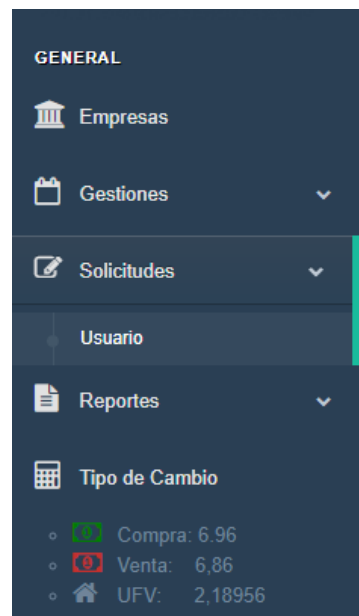 GENERAL
Empresas
Gestiones
Solicitudes
Usuario
Reportes
Tipo de Cambio
Compra: 6.96
Venta: 6,86
UFV: 2,18956